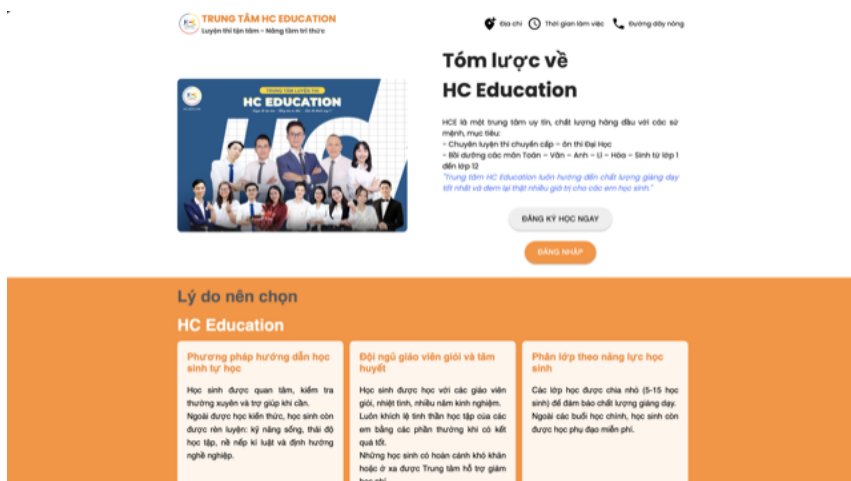 TRUNG TÂM HC EDUCATION
Luyện thi tận tâm - Nâng tầm tri thức
Địa chỉ
Thời gian làm việc
Đường dây nóng
TRUNG TÂM LUYỆN THI
HC EDUCATION
Tóm lược về
HC Education
HCE là một trung tâm uy tín, chất lượng hàng đầu với các sứ
mệnh, mục tiêu:
- Chuyên luyện thi chuyển cấp - ôn thi Đại Học
- Bồi dưỡng các môn Toán - Văn - Anh - Lí - Hóa - Sinh từ lớp 1
đến lớp 12
"Trung tâm HC Education luôn hướng đến chất lượng giảng dạy
tốt nhất và đem lại thật nhiều giá trị cho các em học sinh."
ĐĂNG KÝ HỌC NGAY
ĐĂNG NHẬP
Lý do nên chọn
HC Education
Phương pháp hướng dẫn học
sinh tự học
Học sinh được quan tâm, kiểm tra
thường xuyên và trợ giúp khi cần.
Ngoài được học kiến thức, học sinh còn
được rèn luyện: kỹ năng sống, thái độ
học tập, nề nếp kỉ luật và định hướng
nghề nghiệp.
Đội ngũ giáo viên giỏi và tâm
huyết
Học sinh được học với các giáo viên
giỏi, nhiệt tình, nhiều năm kinh nghiệm.
Luôn khích lệ tinh thần học tập của các
em bằng các phần thưởng khi có kết
quả tốt.
Những học sinh có hoàn cảnh khó khăn
hoặc ở xa được Trung tâm hỗ trợ giảm
học phí
Phân lớp theo năng lực học
sinh
Các lớp học được chia nhỏ (5-15 học
sinh) để đảm bảo chất lượng giảng dạy.
Ngoài các buổi học chính, học sinh còn
được học phụ đạo miễn phí.